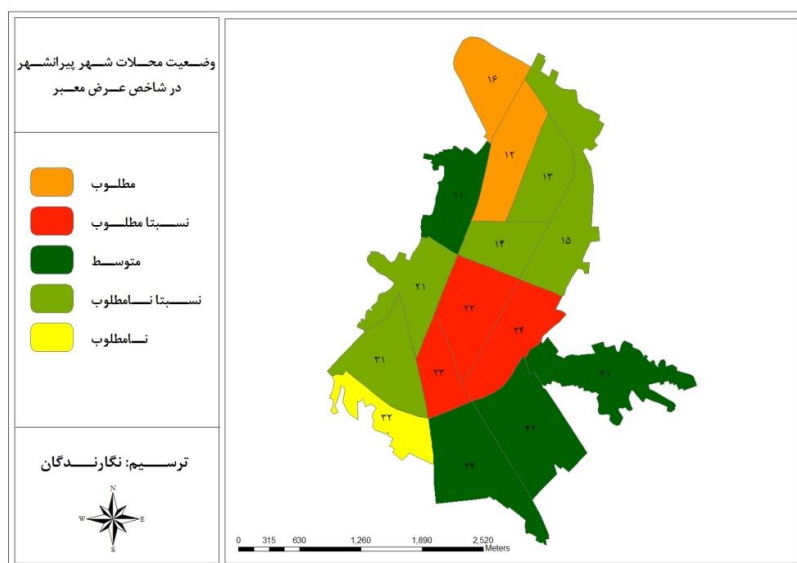 وضعیت محلات شهر پیرانشهر
در شاخص عرض معبر
مطلوب
نسبتا مطلوب
متوسط
نسبتا نامطلوب
نامطلوب
ترسیم: نگارندگان
N
W E
S
۱۶
۱۲
۱۳
۱۱
۱۴
۱۵
۲۱
۲۲
۲۴
۳۱
۲۳
۴۱
۳۲
۴۲
۳۳
0 315 630 1,260 1,890 2,520
Meters